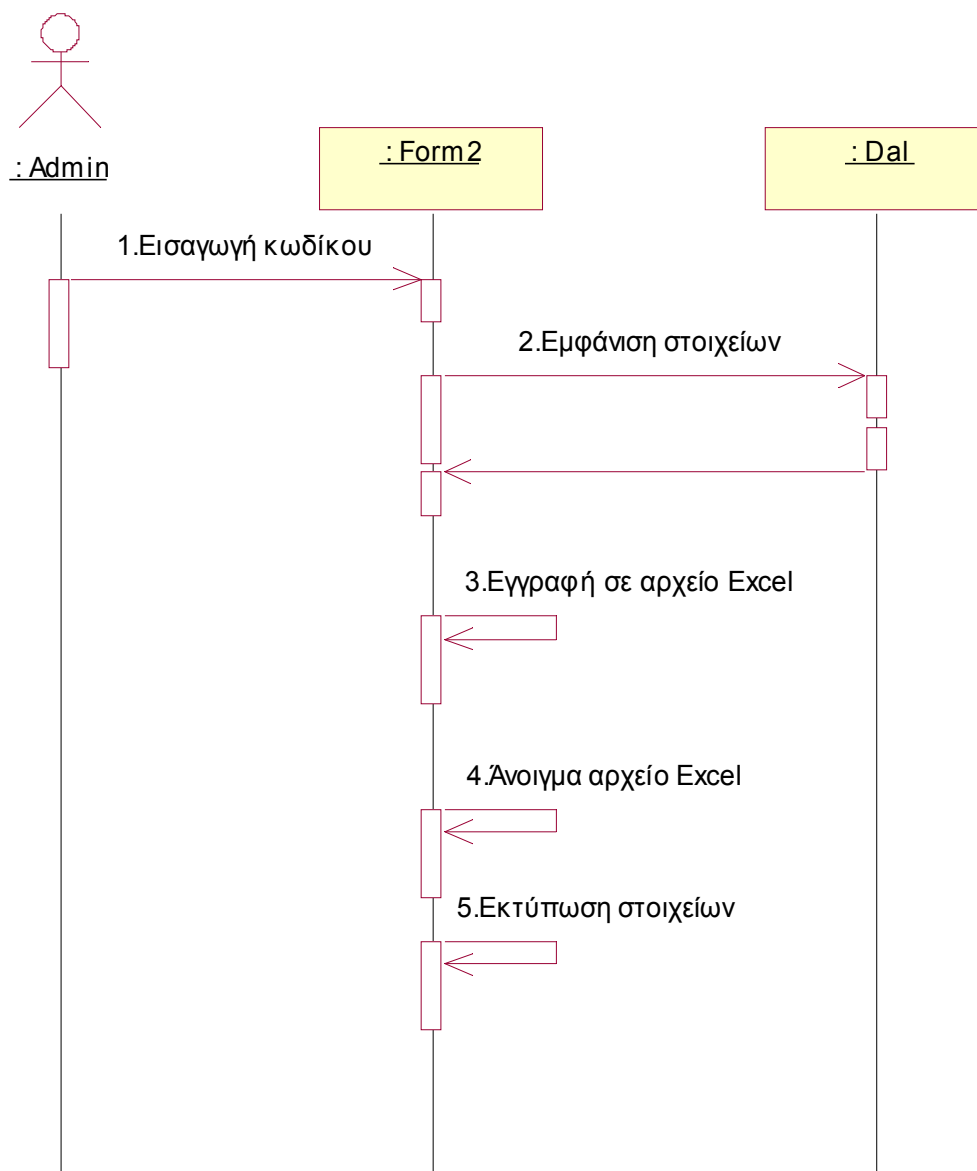 : Admin
: Form2
: Dal
1.Εισαγωγή κωδίκου
2.Εμφάνιση στοιχείων
3.Εγγραφή σε αρχείο Excel
4.Άνοιγμα αρχείο Excel
5.Εκτύπωση στοιχείων